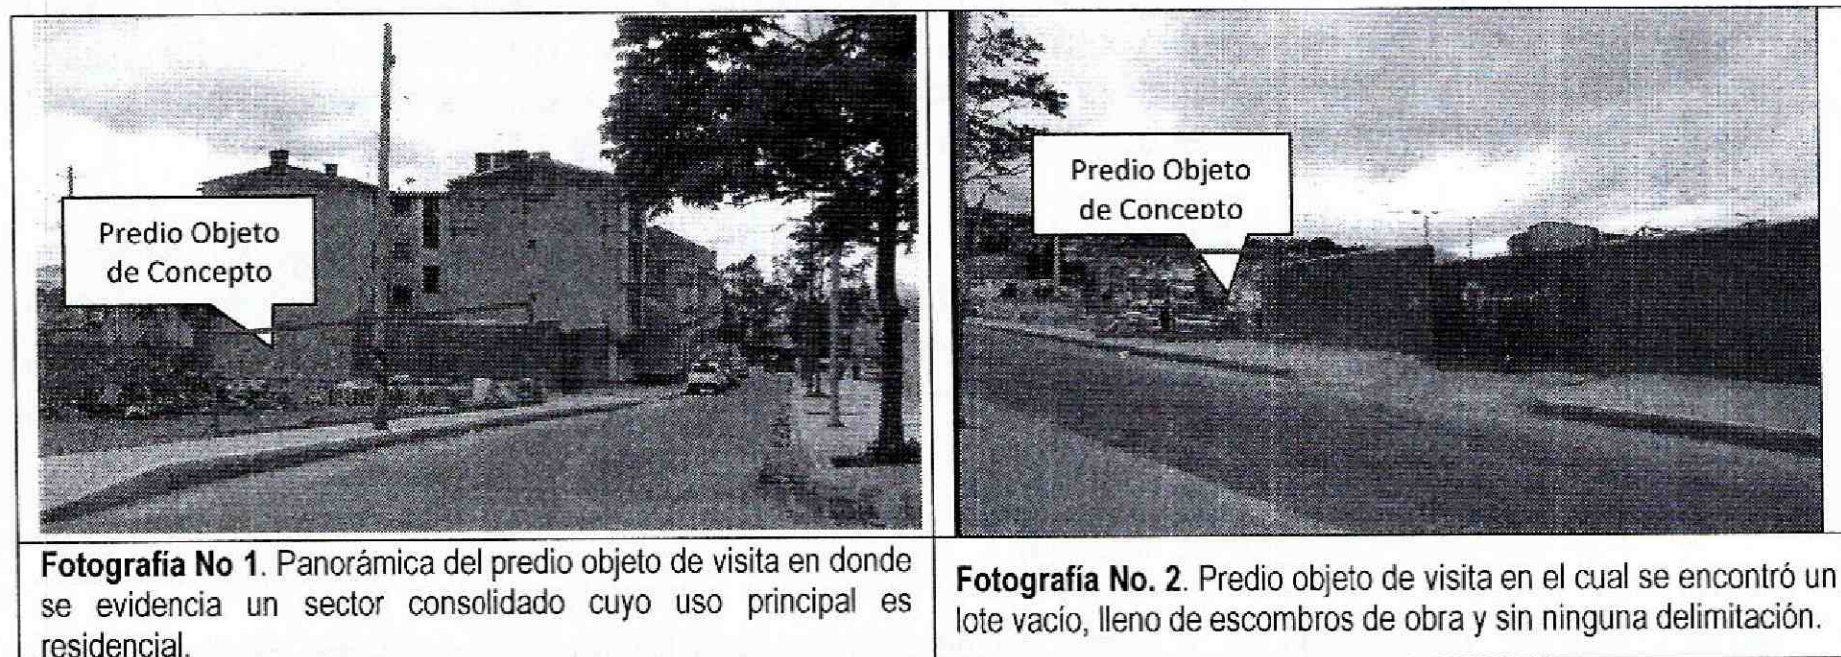 Predio Objeto
de Concepto
Predio Objeto
de Concepto
Fotografía No 1. Panorámica del predio objeto de visita en donde
se evidencia un sector consolidado cuyo uso principal es
residencial.
Fotografía No. 2. Predio objeto de visita en el cual se encontró un
lote vacío, lleno de escombros de obra y sin ninguna delimitación.